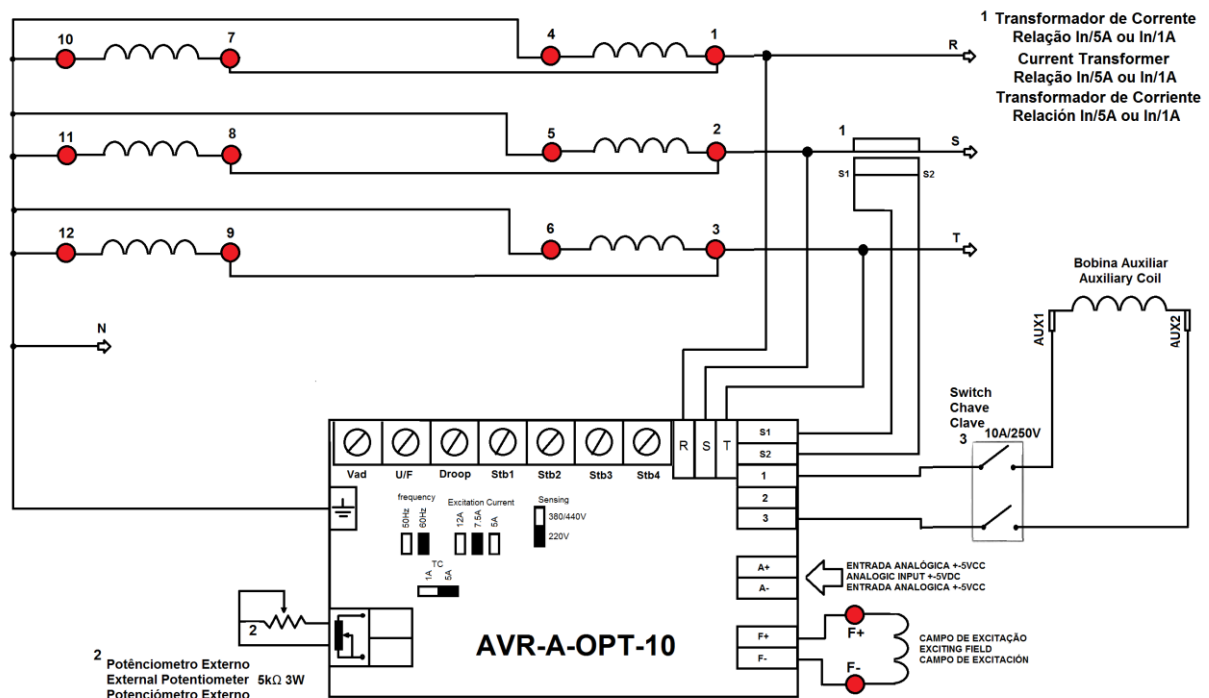 1 Transformador de Corrente
Relação In/5A ou In/1A
Current Transformer
Relação In/5A ou In/1A
Transformador de Corriente
Relación In/5A ou In/1A
10
7
4
1
R
11
8
5
2
1
S
S1
S2
12
9
6
3
T
N
Bobina Auxiliar
Auxiliary Coil
AUX1
AUX2
Switch
Chave
Clave
3
10A/250V
R
S
T
S1
S2
1
2
3
Vad
U/F
Droop
Stb1
Stb2
Stb3
Stb4
frequency
50Hz
60Hz
Excitation Current
12A
7.5A
5A
Sensing
380/440V
220V
TC
1A
5A
A+
A-
ENTRADA ANALÓGICA +-5VCC
ANALOGIC INPUT +-5VDC
ENTRADA ANALOGICA +-5VCC
2
AVR-A-OPT-10
F+
F-
F+
F-
CAMPO DE EXCITAÇÃO
EXCITING FIELD
CAMPO DE EXCITACIÓN
2 Potênciometro Externo
External Potentiometer 5kΩ 3W
Potenciómetro Externo